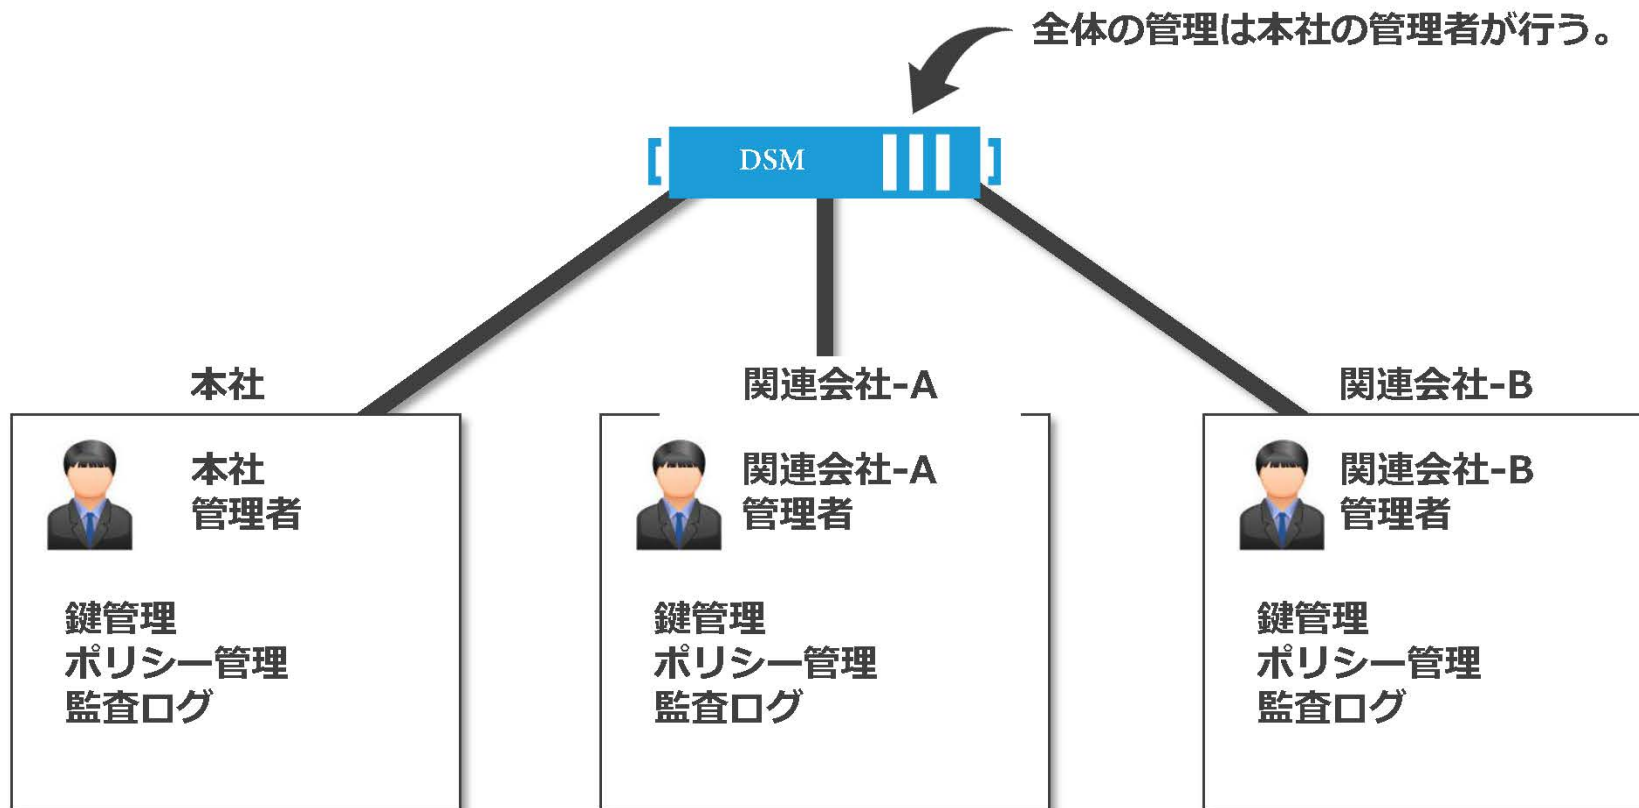 全体の管理は本社の管理者が行う。
DSM
本社
関連会社-A
関連会社-B
本社
管理者
鍵管理
ポリシー管理
監査ログ
関連会社-A
管理者
鍵管理
ポリシー管理
監査ログ
関連会社-B
管理者
鍵管理
ポリシー管理
監査ログ